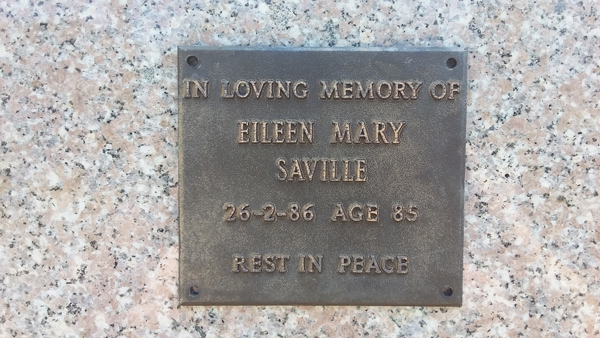 IN LOVING MEMORY OF
EILEEN MARY
SAVILLE
26-2-86 AGE 85
REST IN PEACE